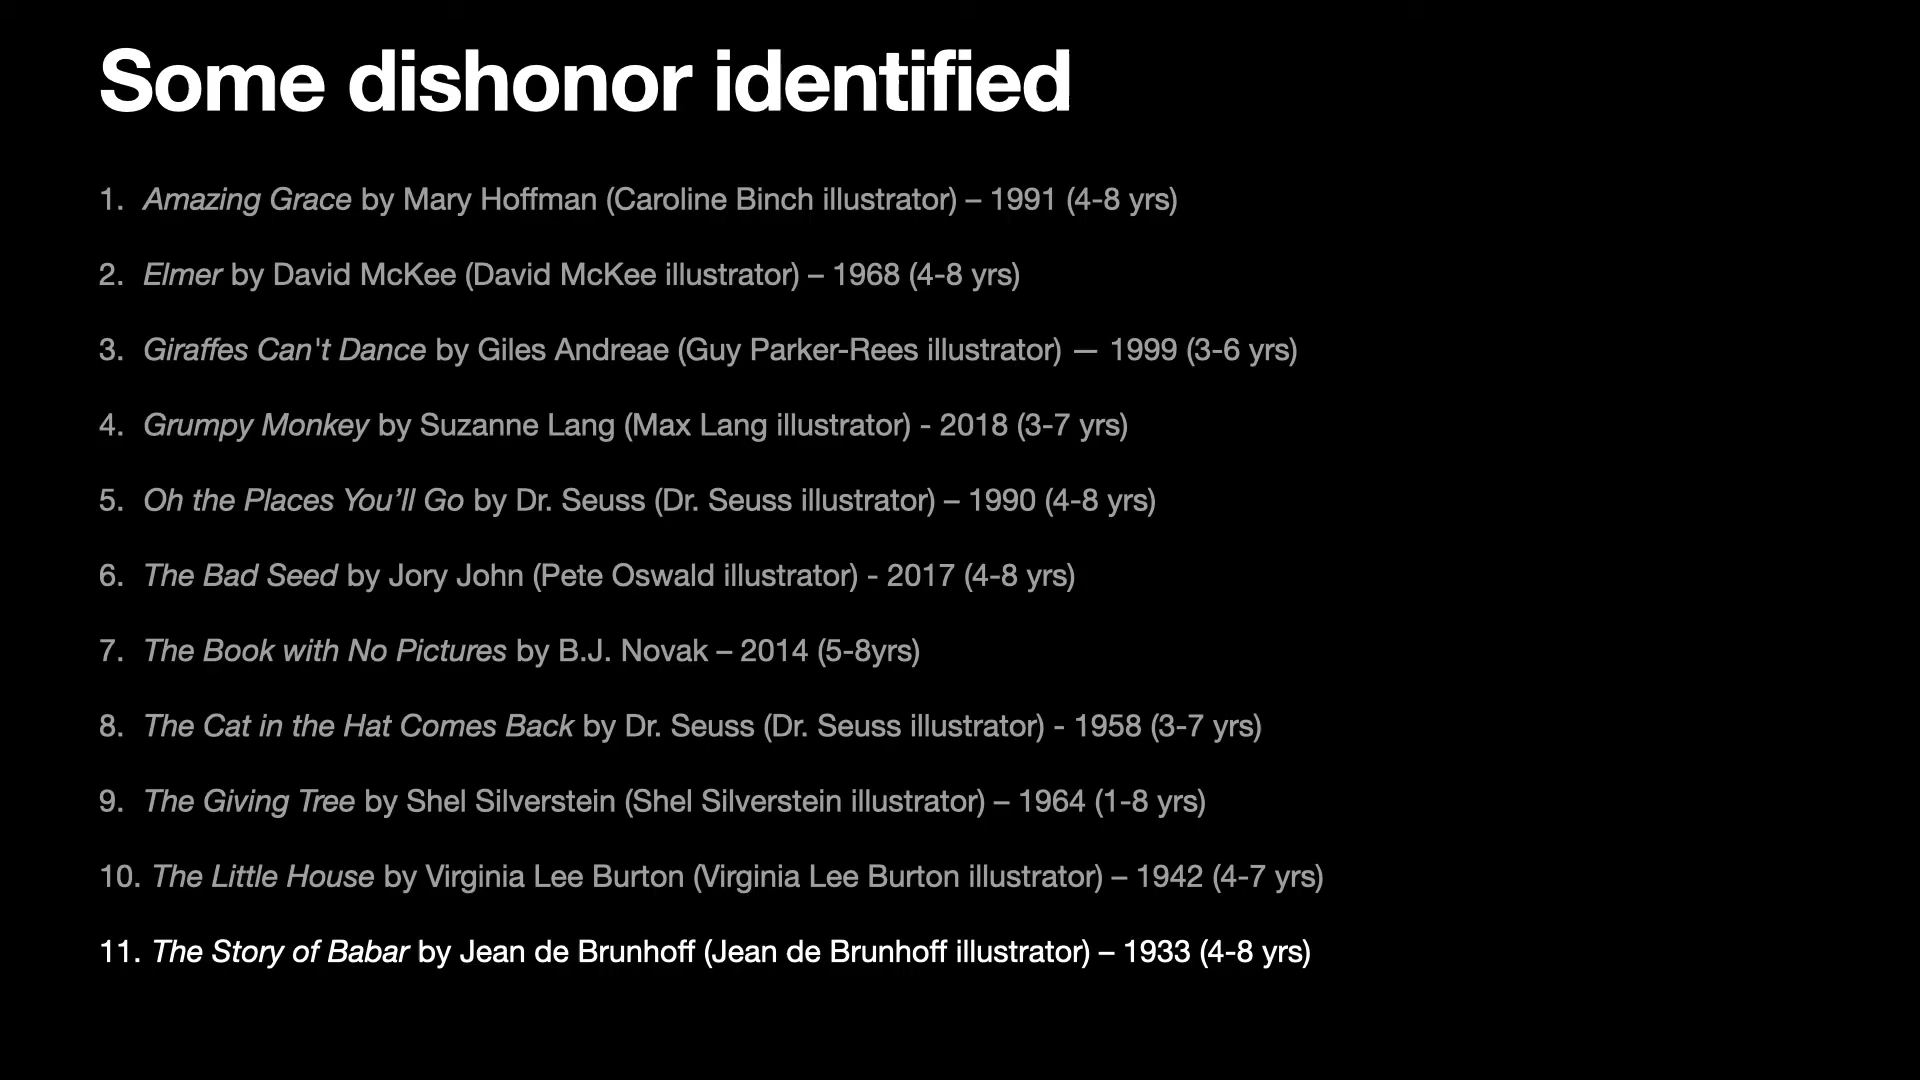 Some dishonor identified
1. Amazing Grace by Mary Hoffman (Caroline Binch illustrator) – 1991 (4-8 yrs)
2. Elmer by David McKee (David McKee illustrator) – 1968 (4-8 yrs)
3. Giraffes Can't Dance by Giles Andreae (Guy Parker-Rees illustrator) — 1999 (3-6 yrs)
4. Grumpy Monkey by Suzanne Lang (Max Lang illustrator) - 2018 (3-7 yrs)
5. Oh the Places You’ll Go by Dr. Seuss (Dr. Seuss illustrator) – 1990 (4-8 yrs)
6. The Bad Seed by Jory John (Pete Oswald illustrator) - 2017 (4-8 yrs)
7. The Book with No Pictures by B.J. Novak – 2014 (5-8yrs)
8. The Cat in the Hat Comes Back by Dr. Seuss (Dr. Seuss illustrator) - 1958 (3-7 yrs)
9. The Giving Tree by Shel Silverstein (Shel Silverstein illustrator) – 1964 (1-8 yrs)
10. The Little House by Virginia Lee Burton (Virginia Lee Burton illustrator) – 1942 (4-7 yrs)
11. The Story of Babar by Jean de Brunhoff (Jean de Brunhoff illustrator) – 1933 (4-8 yrs)